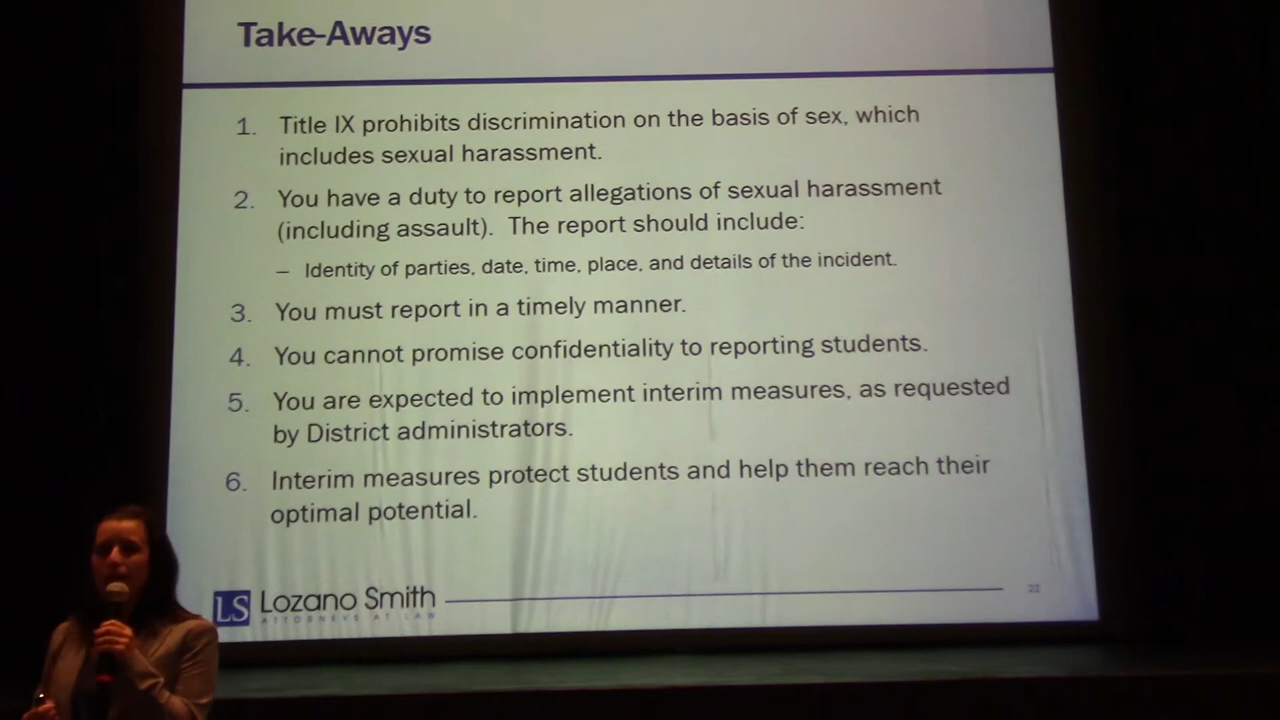 Take-Aways
1. Title IX prohibits discrimination on the basis of sex, which
includes sexual harassment.
2. You have a duty to report allegations of sexual harassment
(including assault). The report should include:
– Identity of parties, date, time, place, and details of the incident.
3. You must report in a timely manner.
4. You cannot promise confidentiality to reporting students.
5. You are expected to implement interim measures, as requested
by District administrators.
6. Interim measures protect students and help them reach their
optimal potential.
LS Lozano Smith
ATTORNEYS AT LAW
22